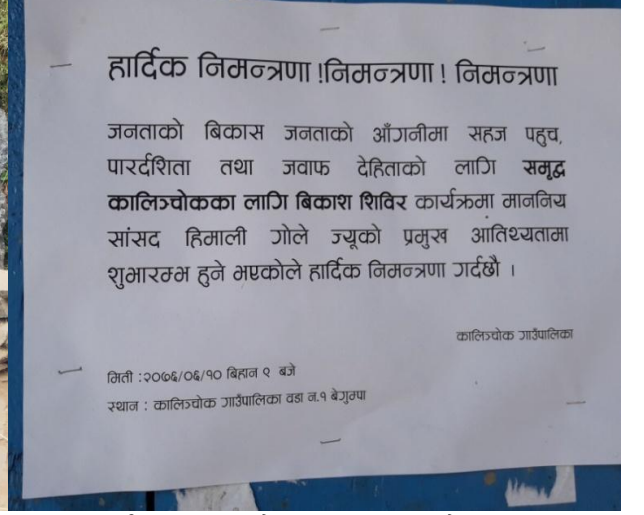 हार्दिक निमन्त्रणा !निमन्त्रणा ! निमन्त्रणा
जनताको बिकास जनताको आँगनीमा सहज पहुच,
पारर्दशिता तथा जवाफ देहिताको लागि समृद्व
कालिञ्चोकका लागि बिकाश शिविर कार्यक्रमा माननिय
सांसद हिमाली गोले ज्यूको प्रमुख आतिथ्यतामा
शुभारम्भ हुने भएकोले हार्दिक निमन्त्रणा गर्दछौ ।
कालिञ्चोक गाउँपालिका
मिती :२०७६/०६/१० बिहान ९ बजे
स्थान : कालिञ्चोक गाउँपालिका वडा न.१ बेगुम्पा